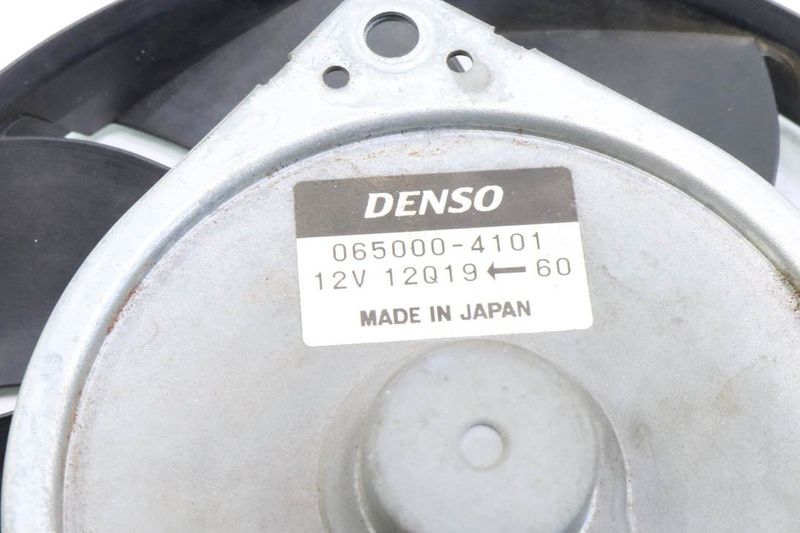 DENSO
065000-4101
12V 12Q19 ← 60
MADE IN JAPAN